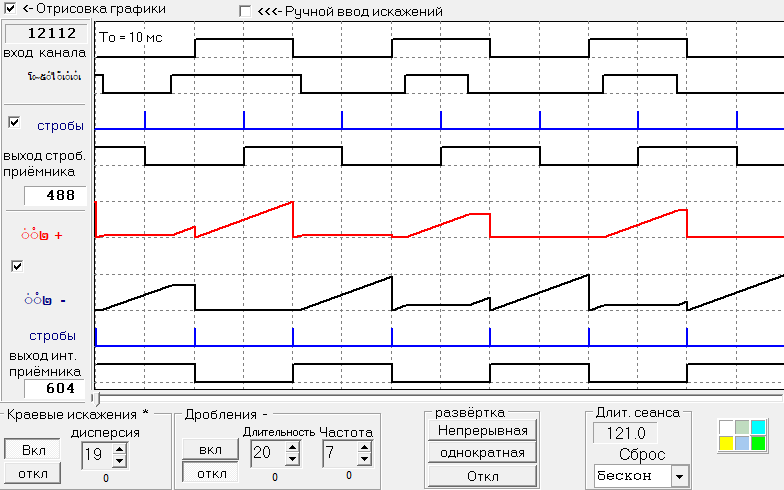 <- Отрисовка графики
<<<- Ручной ввод искажений
12112
вход канала
То = 10 мс
стробы
выход строб.
приёмника
488
+
-
стробы
выход инт.
приёмника
604
Краевые искажения *
Вкл
откл
дисперсия
19
0
Дробления -
вкл
откл
Длительность
20
0
Частота
7
0
развёртка
Непрерывная
однократная
Откл
Длит. сеанса
121.0
Сброс
бескон